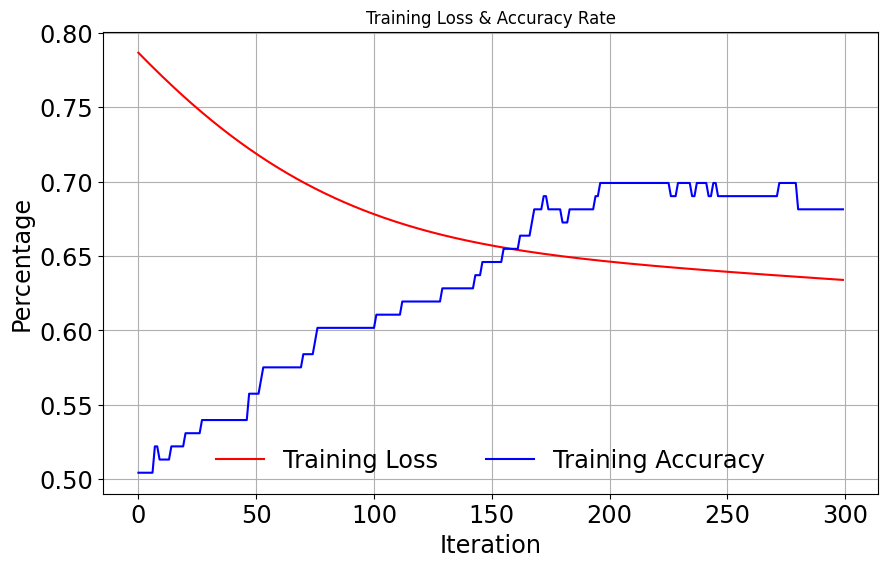 Training Loss & Accuracy Rate
0.80
0.75
0.70
0.65
0.60
0.55
0.50
Percentage
Training Loss
Training Accuracy
0 50 100 150 200 250 300
Iteration